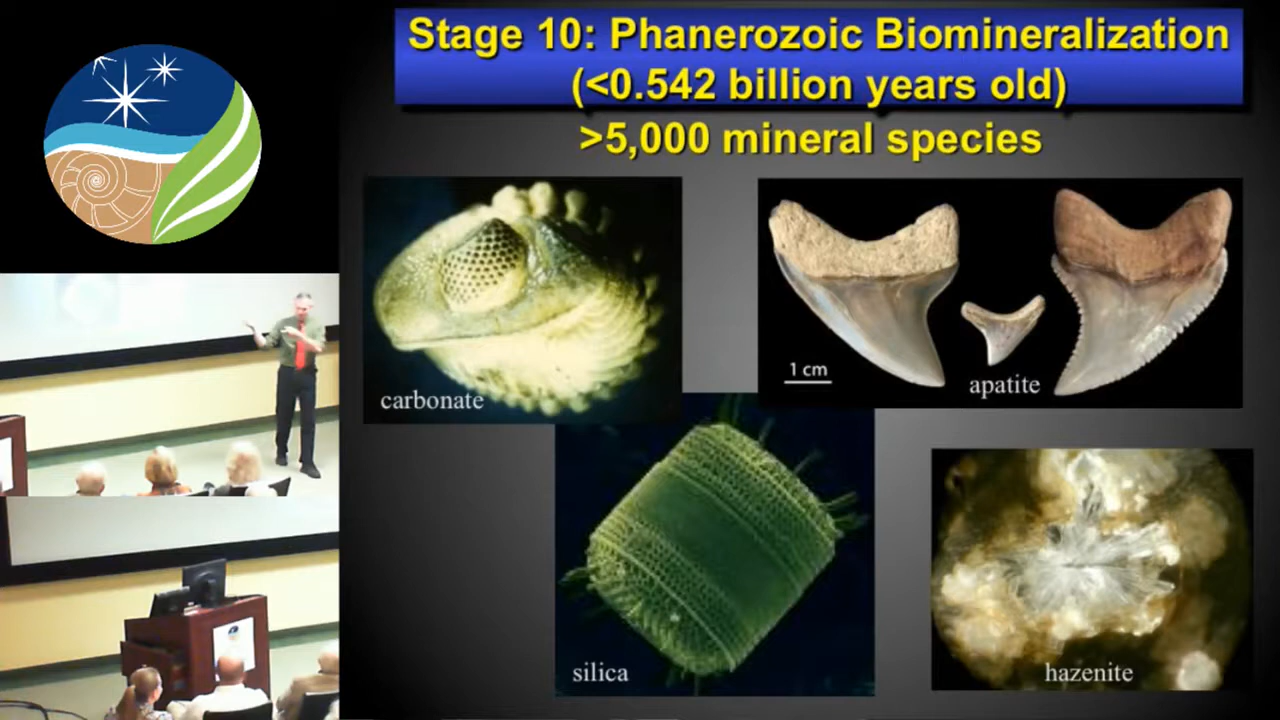 Stage 10: Phanerozoic Biomineralization
(<0.542 billion years old)
>5,000 mineral species
carbonate
1 cm
apatite
silica
hazenite